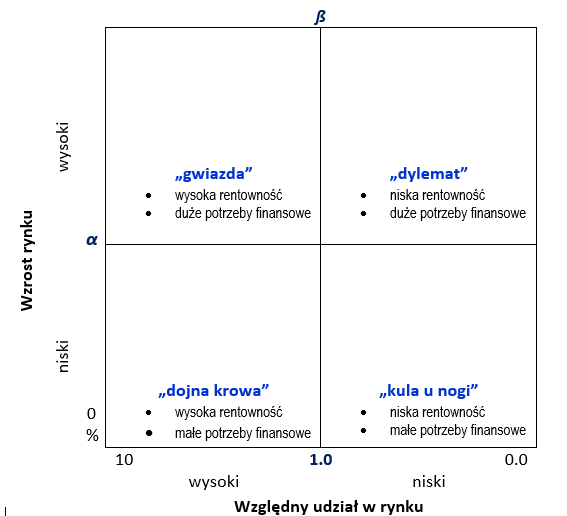 ß
wysoki
„gwiazda”
• wysoka rentowność
• duże potrzeby finansowe
„dylemat”
• niska rentowność
• duże potrzeby finansowe
Wzrost rynku
α
niski
„dojna krowa”
• wysoka rentowność
• małe potrzeby finansowe
„kula u nogi”
• niska rentowność
• małe potrzeby finansowe
0
%
10
1.0
0.0
wysoki
niski
Względny udział w rynku